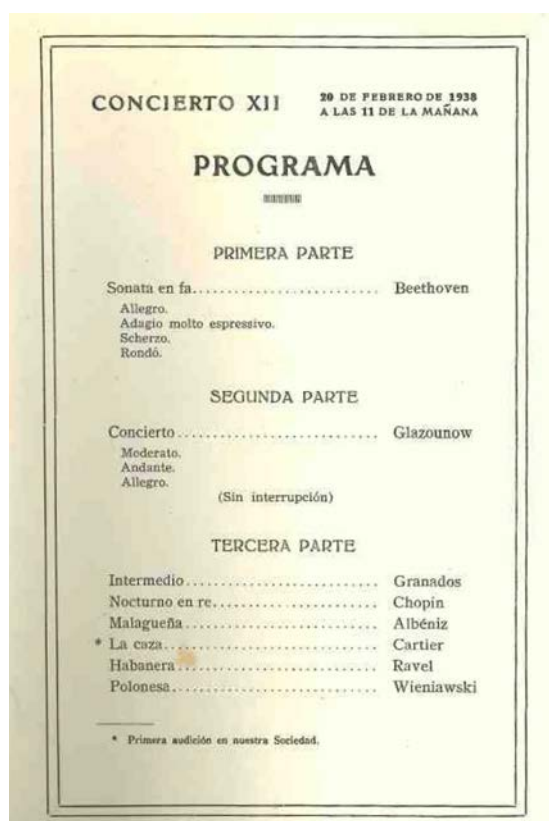 CONCIERTO XII
20 DE FEBRERO DE 1938
A LAS 11 DE LA MAÑANA
PROGRAMA
PRIMERA PARTE
Sonata en fa.......................... Beethoven
Allegro.
Adagio molto espressivo.
Scherzo.
Rondó.
SEGUNDA PARTE
Concierto............................ Glazounow
Moderato.
Andante.
Allegro.
(Sin interrupción)
TERCERA PARTE
Intermedio........................... Granados
Nocturno en re....................... Chopin
Malagueña............................ Albéniz
* La caza............................ Cartier
Habanera............................. Ravel
Polonesa............................. Wieniawski
* Primera audición en nuestra Sociedad.